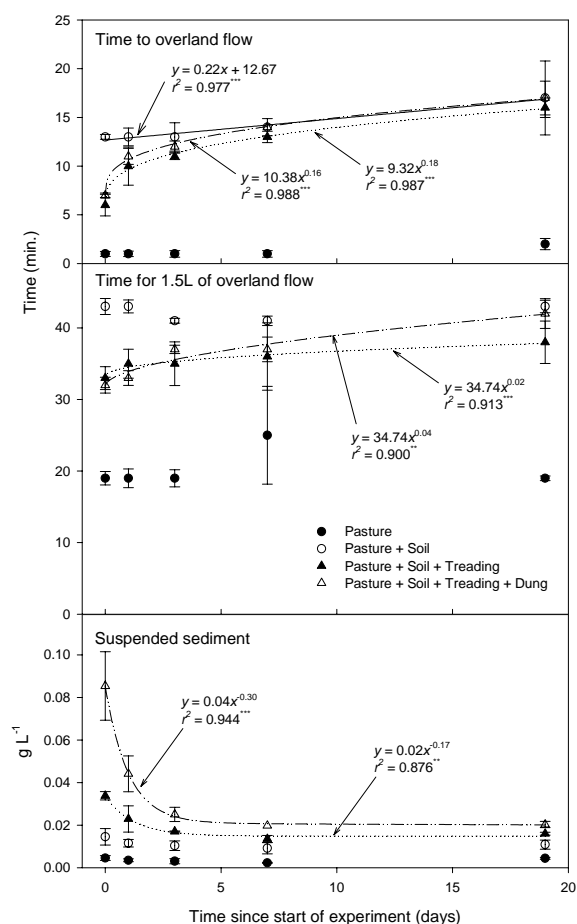 Time to overland flow
y = 0.22x + 12.67
r² = 0.977***
y = 10.38x^0.16
r² = 0.988***
y = 9.32x^0.18
r² = 0.987***
25
20
15
10
5
0
Time (min.)
Time for 1.5L of overland flow
y = 34.74x^0.02
r² = 0.913***
y = 34.74x^0.04
r² = 0.900**
40
30
20
10
0
Pasture
Pasture + Soil
Pasture + Soil + Treading
Pasture + Soil + Treading + Dung
Suspended sediment
y = 0.04x^-0.30
r² = 0.944***
y = 0.02x^-0.17
r² = 0.876**
0.10
0.08
0.06
0.04
0.02
0.00
g L^-1
0 5 10 15 20
Time since start of experiment (days)